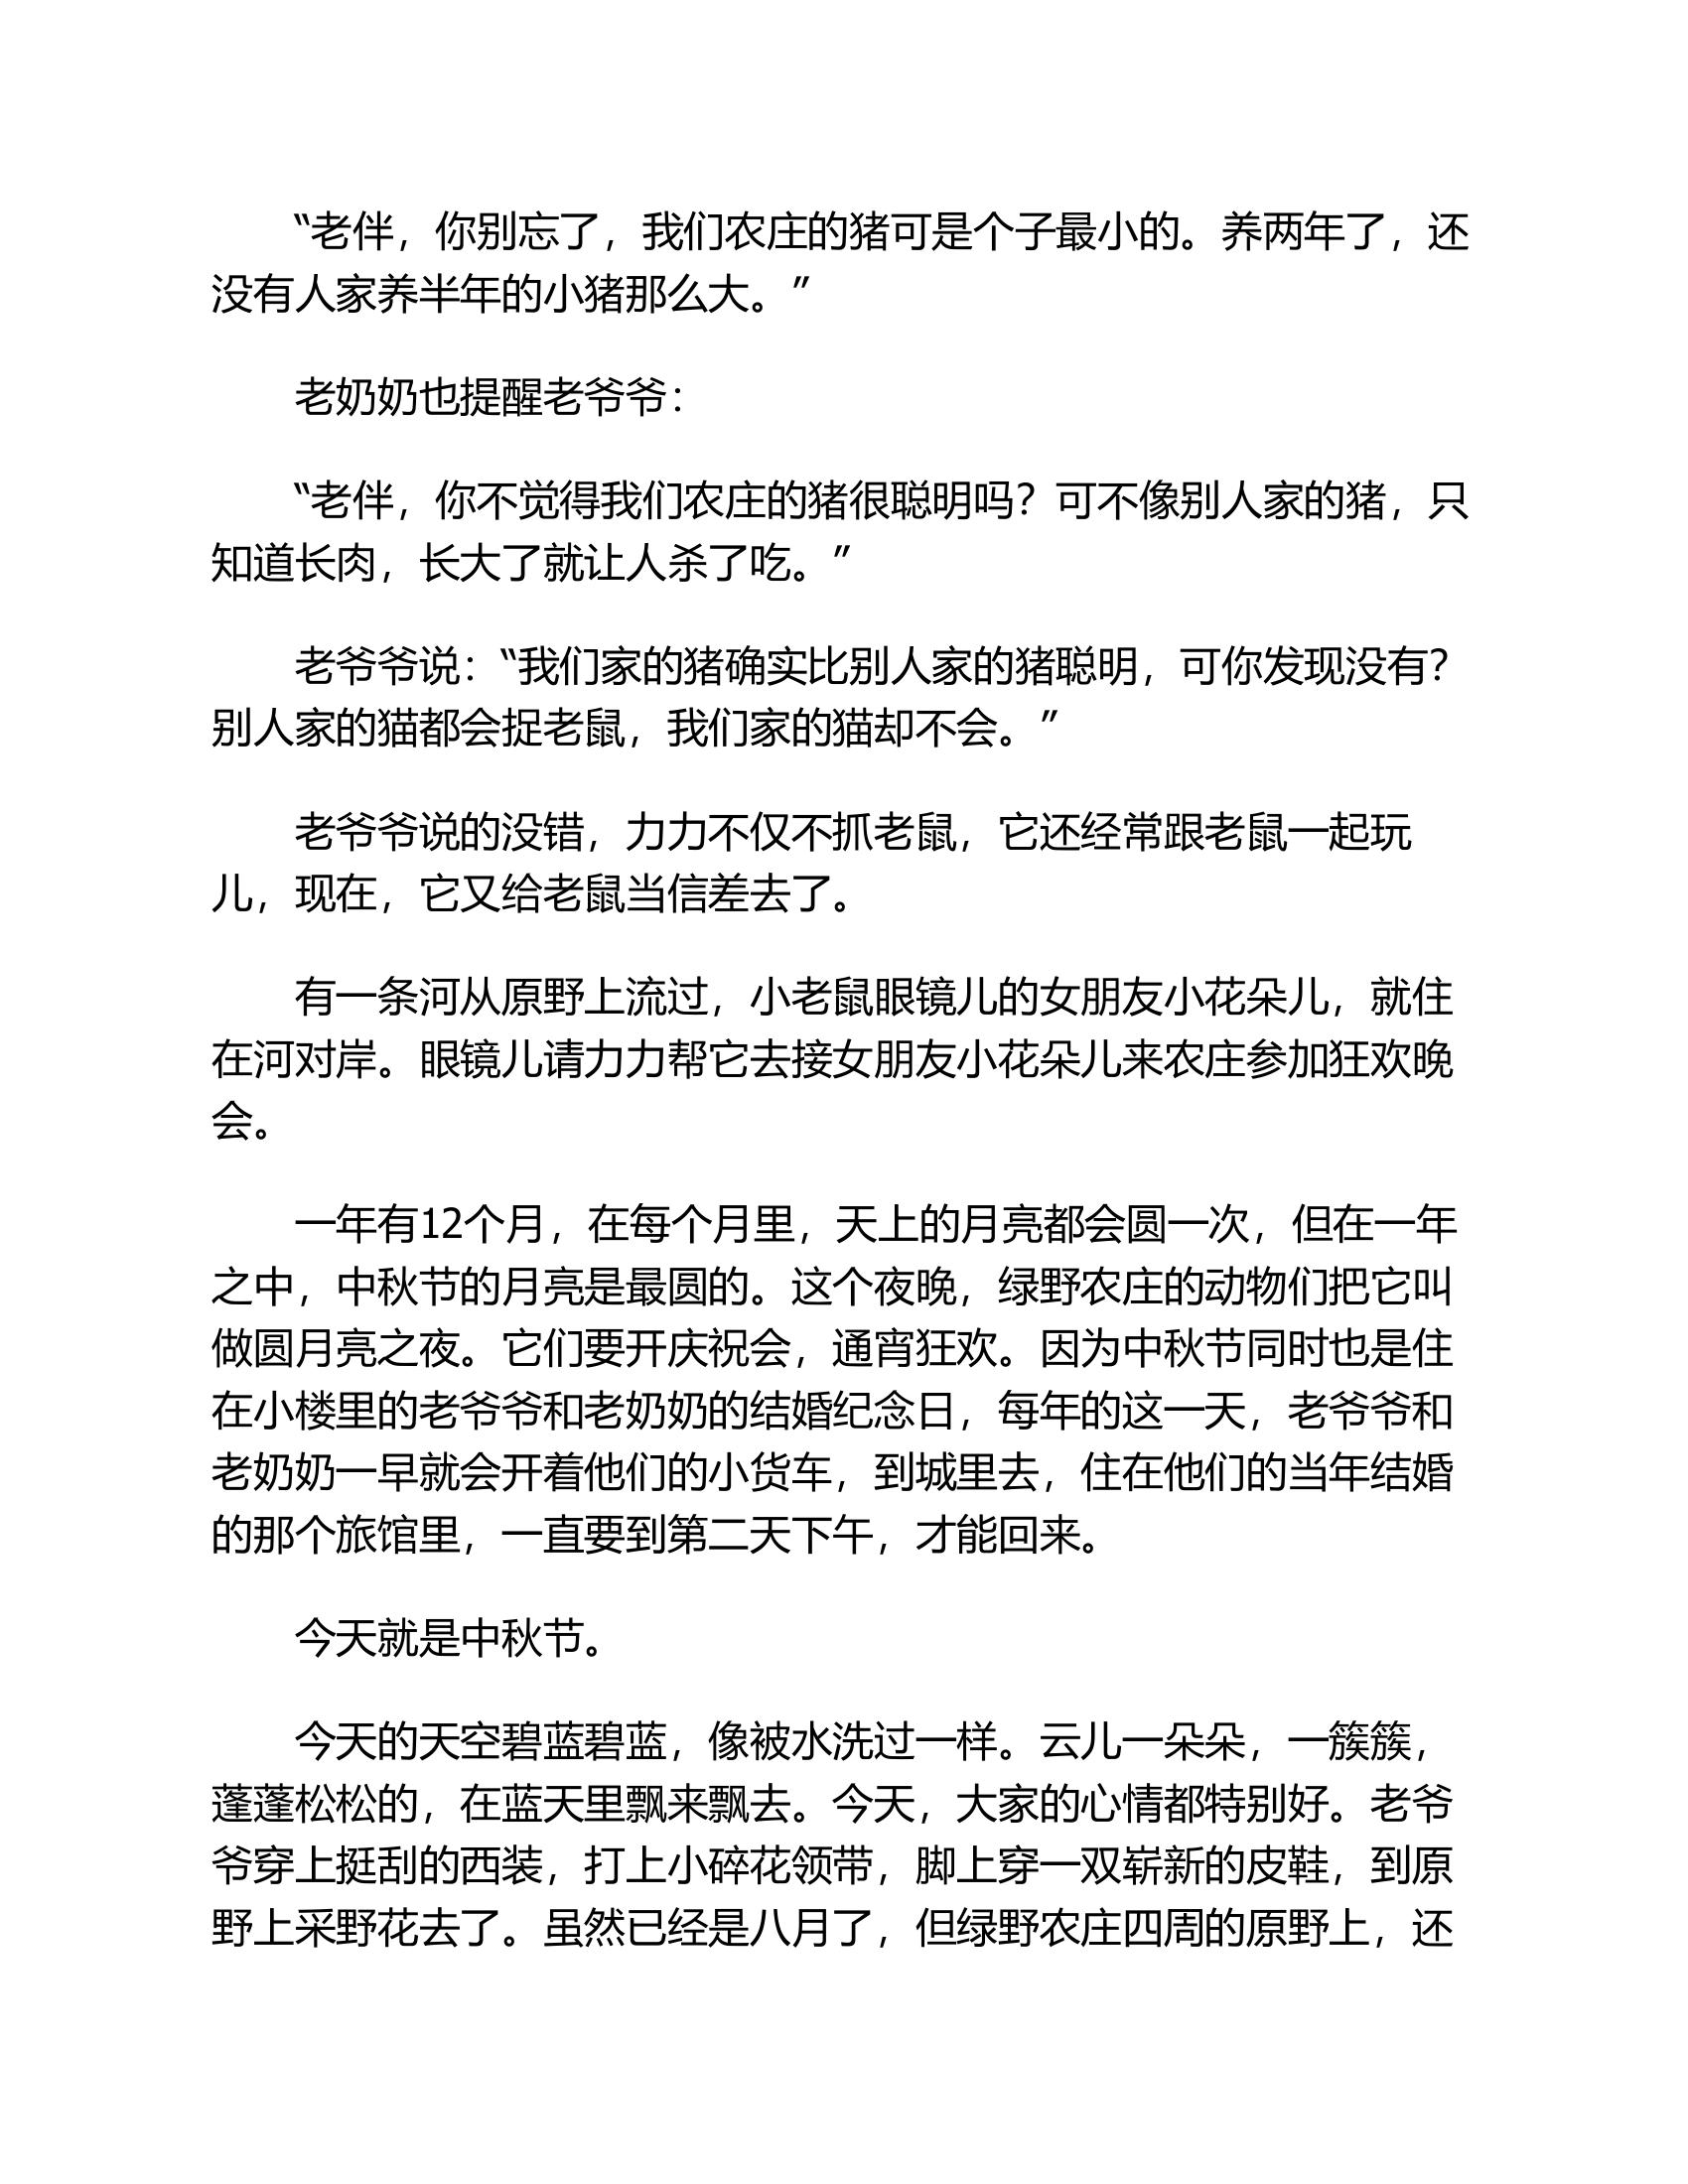 “老伴，你别忘了，我们农庄的猪可是个子最小的。养两年了，还
没有人家养半年的小猪那么大。”
老奶奶也提醒老爷爷：
“老伴，你不觉得我们农庄的猪很聪明吗？可不像别人家的猪，只
知道长肉，长大了就让人杀了吃。”
老爷爷说：“我们家的猪确实比别人家的猪聪明，可你发现没有？
别人家的猫都会捉老鼠，我们家的猫却不会。”
老爷爷说的没错，力力不仅不抓老鼠，它还经常跟老鼠一起玩
儿，现在，它又给老鼠当信差去了。
有一条河从原野上流过，小老鼠眼镜儿的女朋友小花朵儿，就住
在河对岸。眼镜儿请力力帮它去接女朋友小花朵儿来农庄参加狂欢晚
会。
一年有12个月，在每个月里，天上的月亮都会圆一次，但在一年
之中，中秋节的月亮是最圆的。这个夜晚，绿野农庄的动物们把它叫
做圆月亮之夜。它们要开庆祝会，通宵狂欢。因为中秋节同时也是住
在小楼里的老爷爷和老奶奶的结婚纪念日，每年的这一天，老爷爷和
老奶奶一早就会开着他们的小货车，到城里去，住在他们的当年结婚
的那个旅馆里，一直要到第二天下午，才能回来。
今天就是中秋节。
今天的天空碧蓝碧蓝，像被水洗过一样。云儿一朵朵，一簇簇，
蓬蓬松松的，在蓝天里飘来飘去。今天，大家的心情都特别好。老爷
爷穿上挺刮的西装，打上小碎花领带，脚上穿一双崭新的皮鞋，到原
野上采野花去了。虽然已经是八月了，但绿野农庄四周的原野上，还